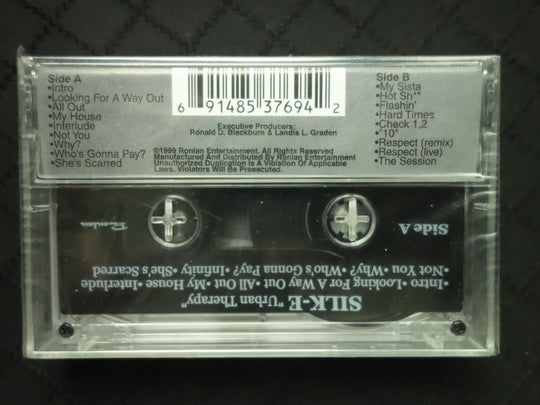 Side A
•Intro
•Looking For A Way Out
•All Out
•My House
•Interlude
•Not You
•Why?
•Who's Gonna Pay?
•She's Scarred
6 91485 37694 2
Executive Producers:
Ronald D. Blackburn & Landis L. Graden
©1999 Ronlan Entertainment. All Rights Reserved
Manufactured And Distributed By Ronlan Entertainment
Unauthorized Duplication Is A Violation Of Applicable
Laws. Violators Will Be Prosecuted
Side B
•My Sista
•Hot Sh**
•Flashin'
•Hard Times
•Check 1,2
•"10"
•Respect (remix)
•Respect (live)
•The Session
SILK-E "Urban Therapy"
•Intro•Looking For A Way Out •All Out•My House•Interlude
•Not You•Why?•Who's Gonna Pay?•Infinity•She's Scarred
Side A
Ronlan